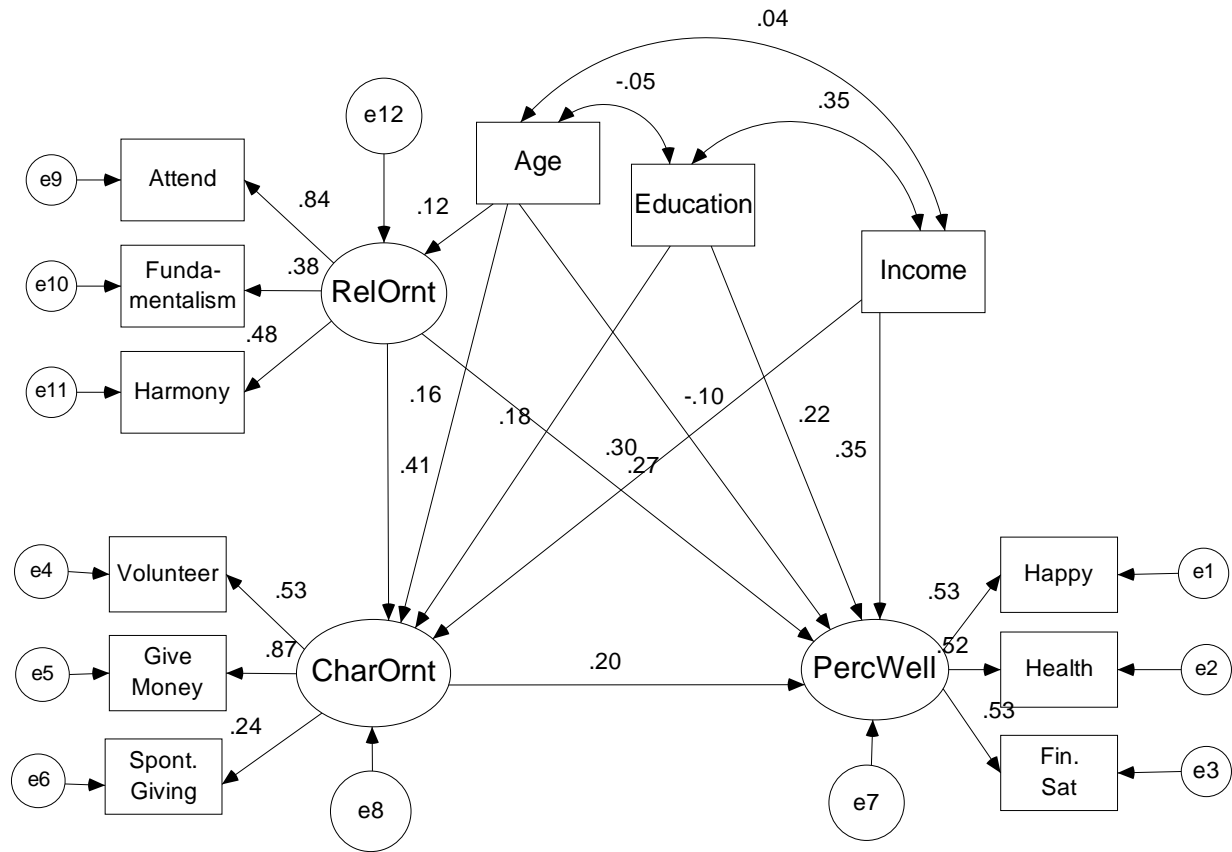 .04
-.05
.35
e12
Age
Education
Income
e9
Attend
.84
.12
e10
Funda-
mentalism
.38
RelOrnt
e11
Harmony
.48
.16
.18
-.10
.22
.41
.30
.27
.35
e4
Volunteer
.53
e5
Give
Money
.87
CharOrnt
.20
PercWell
e6
Spont.
Giving
.24
e8
e7
.53
Happy
e1
.52
Health
e2
.53
Fin.
Sat
e3